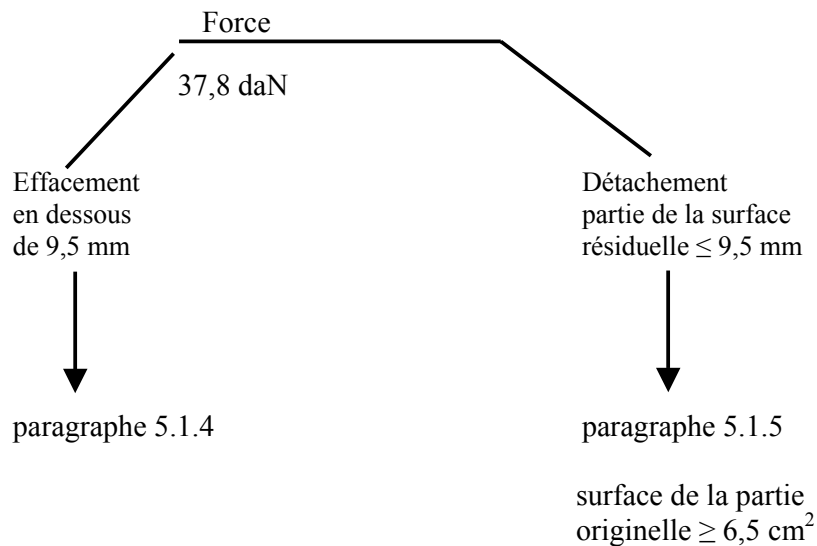 Force
37,8 daN
Effacement
en dessous
de 9,5 mm
Détachement
partie de la surface
résiduelle ≤ 9,5 mm
paragraphe 5.1.4
paragraphe 5.1.5
surface de la partie
originelle ≥ 6,5 cm²